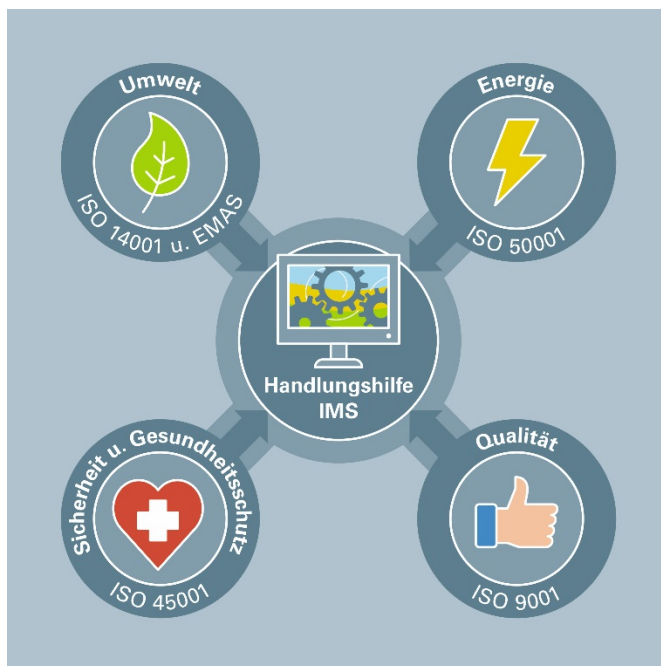 Umwelt
ISO 14001 u. EMAS
Energie
ISO 50001
Handlungshilfe
IMS
Sicherheit u. Gesundheitsschutz
ISO 45001
Qualität
ISO 9001